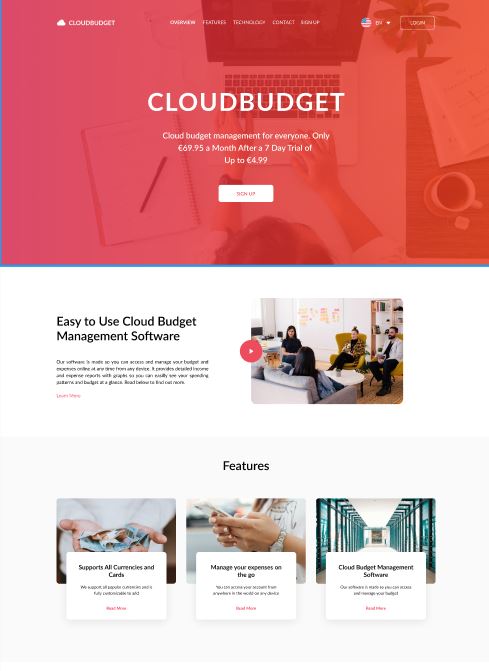 CLOUDBUDGET
OVERVIEW FEATURES TECHNOLOGY CONTACT SIGN UP
EN
LOGIN
CLOUDBUDGET
Cloud budget management for everyone. Only
€69.95 a Month After a 7 Day Trial of
Up to €4.99
SIGN UP
Easy to Use Cloud Budget
Management Software
Our software is made so you can access and manage your budget and
expenses online at any time from any device. It provides detailed income
and expense reports with graphs so you can easily see your spending
patterns and budget at a glance. Read below to find out more.
Learn More
Features
Supports All Currencies and
Cards
We support all popular currencies and is
fully customizable to add
Read More
Manage your expenses on
the go
You can access your account from
anywhere in the world on any device
Read More
Cloud Budget Management
Software
Our software is made so you can access
and manage your budget
Read More